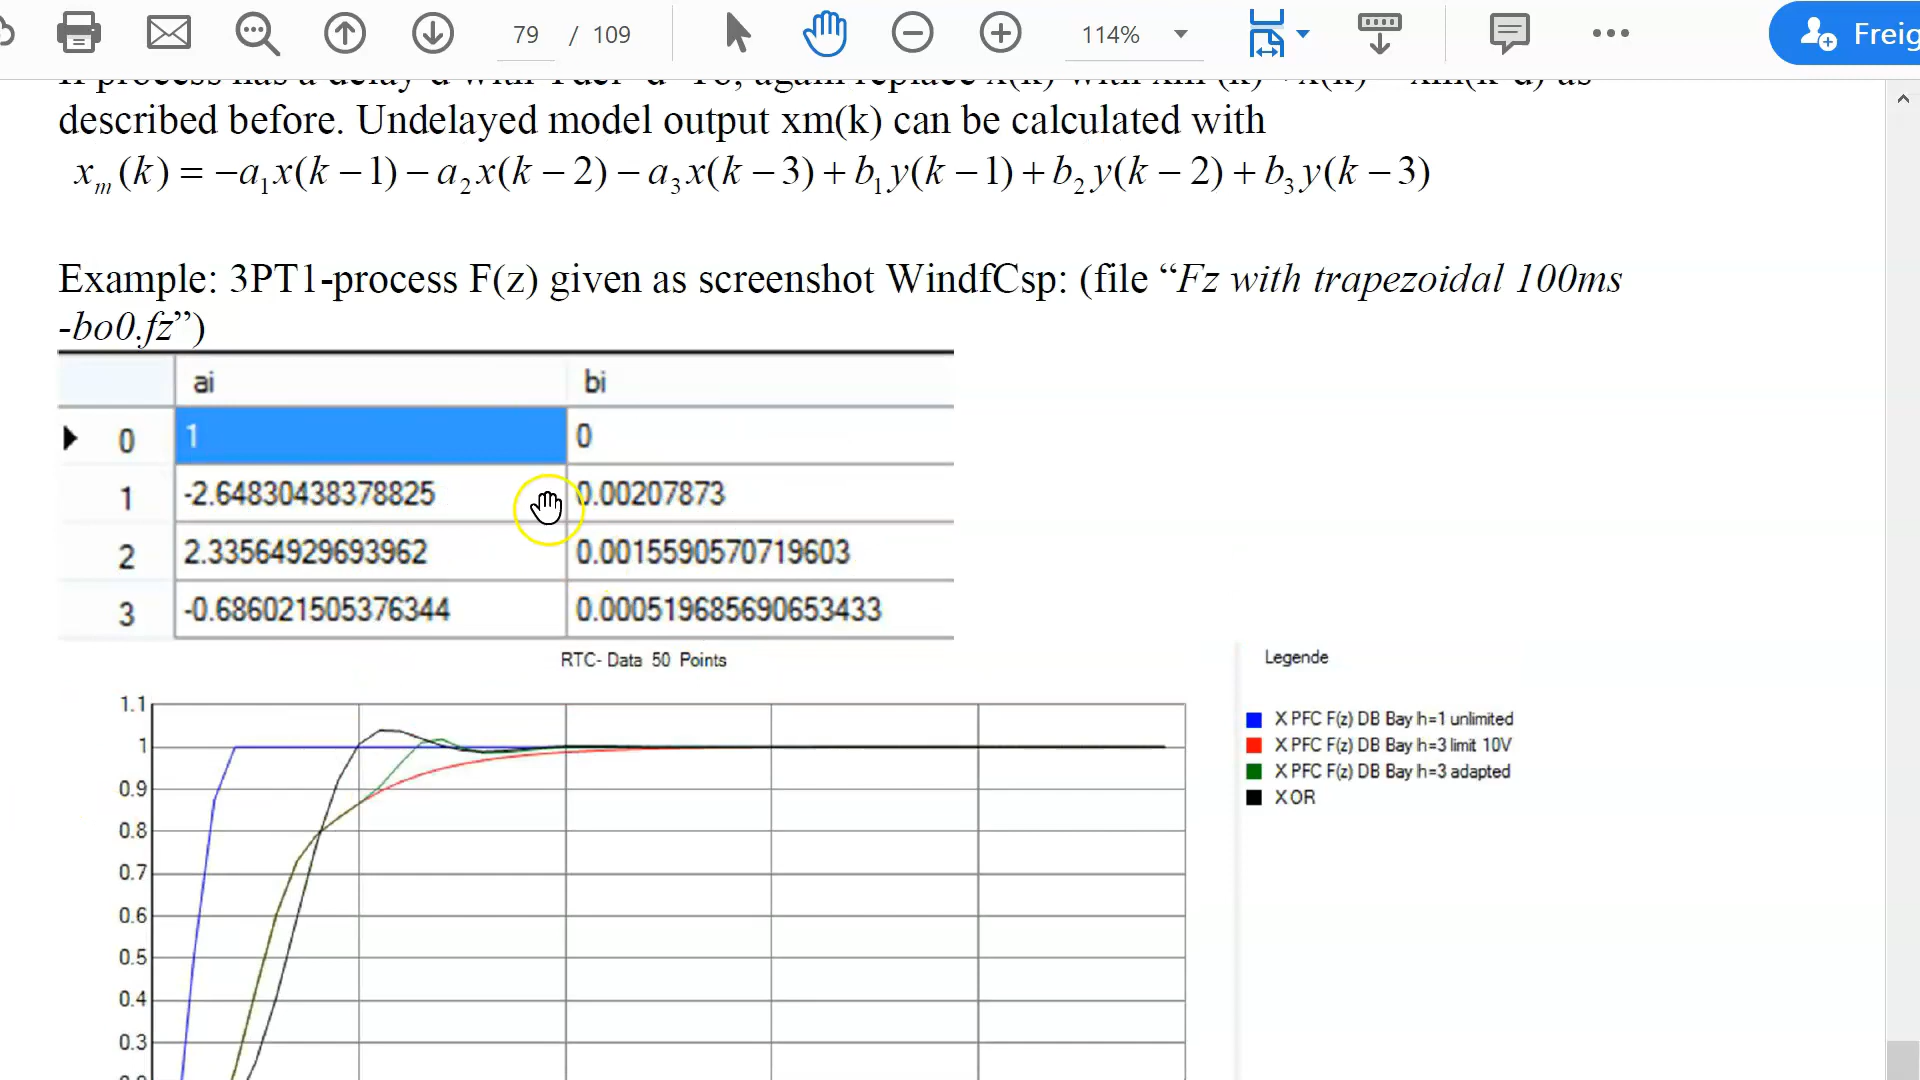 79 / 109
114%
Freig
described before. Undelayed model output xm(k) can be calculated with
x_m(k) = −a_1x(k − 1) − a_2x(k − 2) − a_3x(k − 3) + b_1y(k − 1) + b_2y(k − 2) + b_3y(k − 3)
Example: 3PT1-process F(z) given as screenshot WindfCsp: (file “Fz with trapezoidal 100ms
-bo0.fz”)
ai bi
0 1 0
1 -2.64830438378825 0.00207873
2 2.33564929693962 0.0015590570719603
3 -0.686021505376344 0.000519685690653433
RTC- Data 50 Points
Legende
X PFC F(z) DB Bay h=1 unlimited
X PFC F(z) DB Bay h=3 limit 10V
X PFC F(z) DB Bay h=3 adapted
X OR
1.1
1
0.9
0.8
0.7
0.6
0.5
0.4
0.3